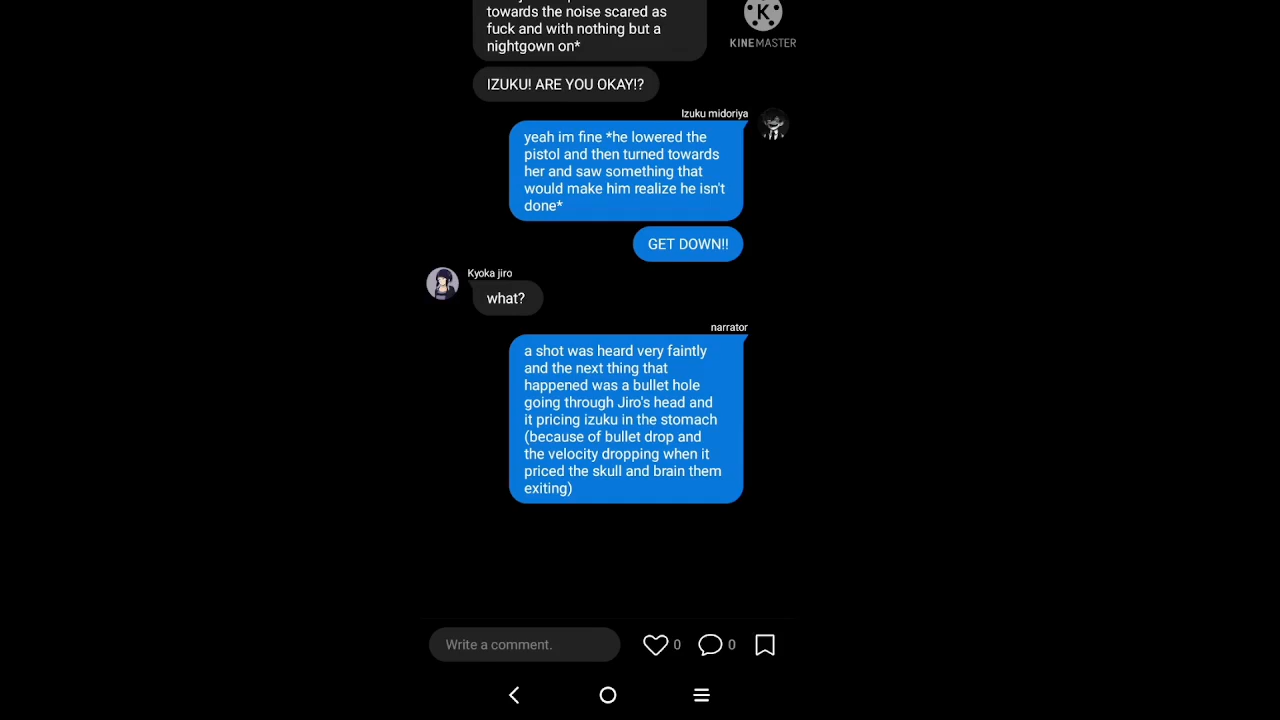 towards the noise scared as
fuck and with nothing but a
nightgown on*
K
KINEMASTER
IZUKU! ARE YOU OKAY!?
Izuku midoriya
yeah im fine *he lowered the
pistol and then turned towards
her and saw something that
would make him realize he isn't
done*
GET DOWN!!
Kyoka jiro
what?
narrator
a shot was heard very faintly
and the next thing that
happened was a bullet hole
going through Jiro's head and
it pricing izuku in the stomach
(because of bullet drop and
the velocity dropping when it
priced the skull and brain them
exiting)
Write a comment.
0
0